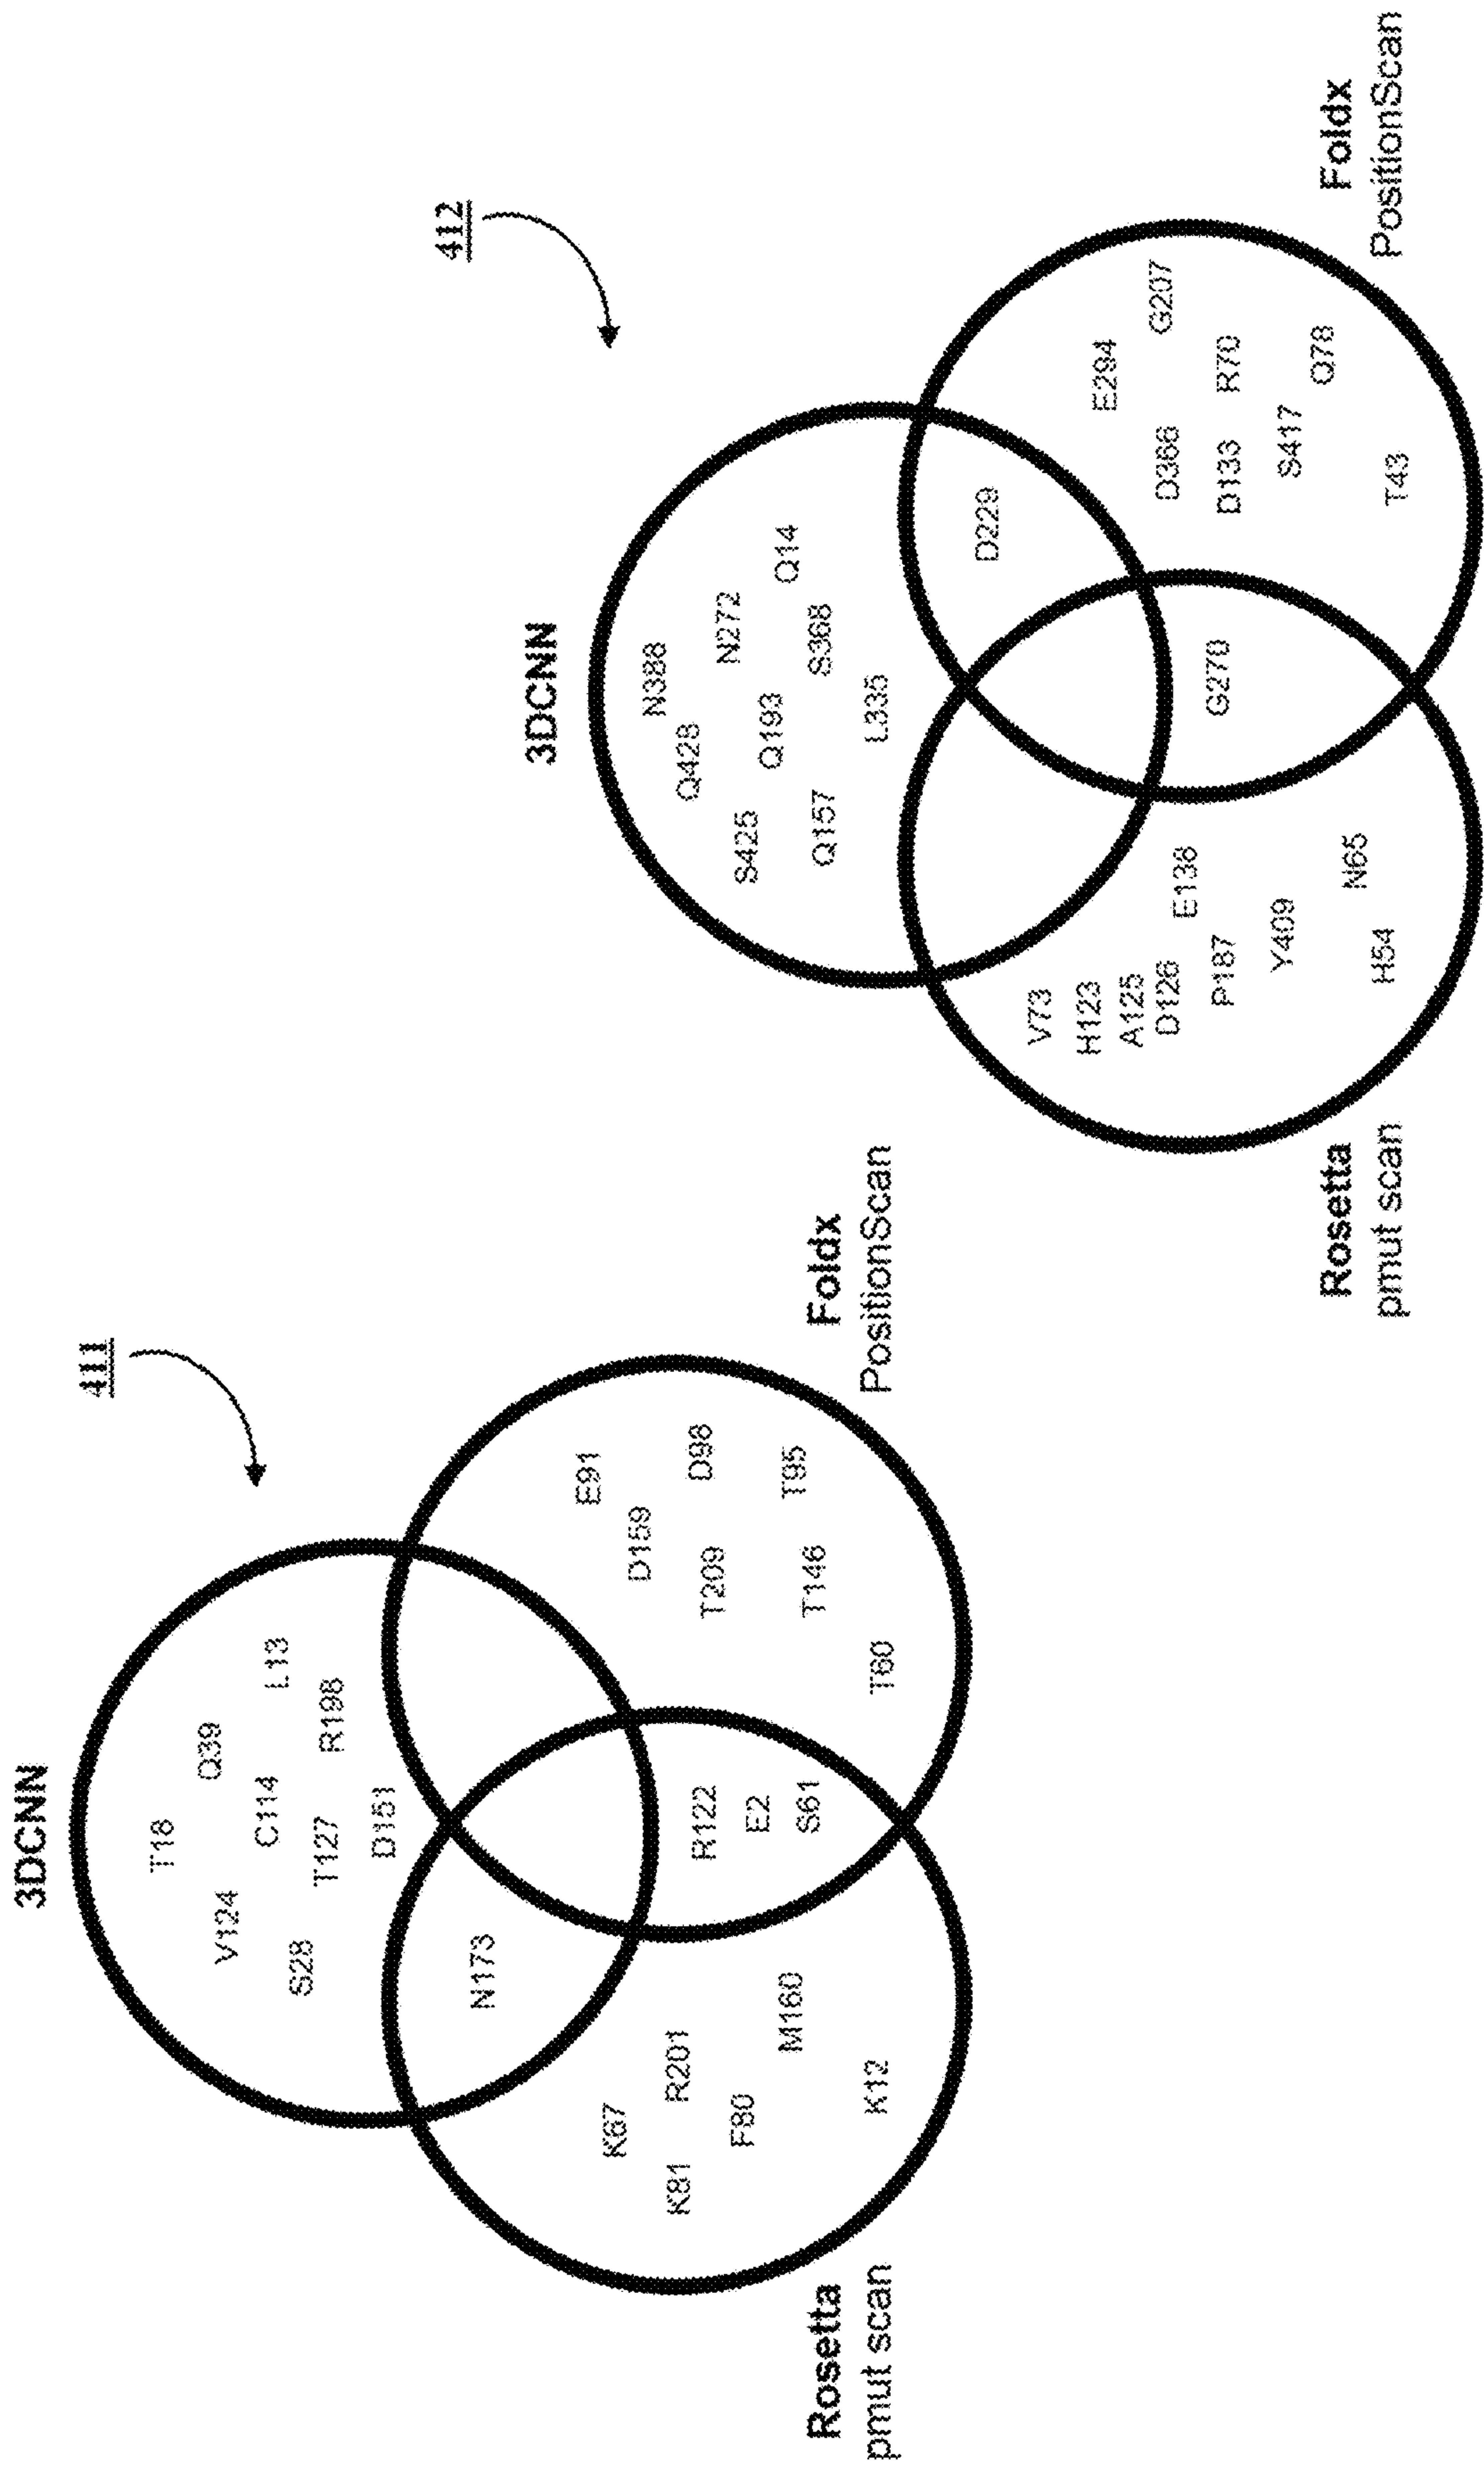 411
3DCNN
T18
Q39
V124
C114
L13
S28
T127
R198
D151
N173
E91
K67
D159
K81
R201
R122
D98
F80
E2
T209
M160
S61
T95
T146
K12
T60
Rosetta
pmut scan
Foldx
PositionScan
412
3DCNN
N388
Q428
N272
S425
Q193
Q14
Q157
S368
L335
D229
V73
H123
E294
A125
G207
D126
E138
D366
P187
G270
D133
R70
Y409
S417
Q78
N65
H54
T43
Rosetta
pmut scan
Foldx
PositionScan